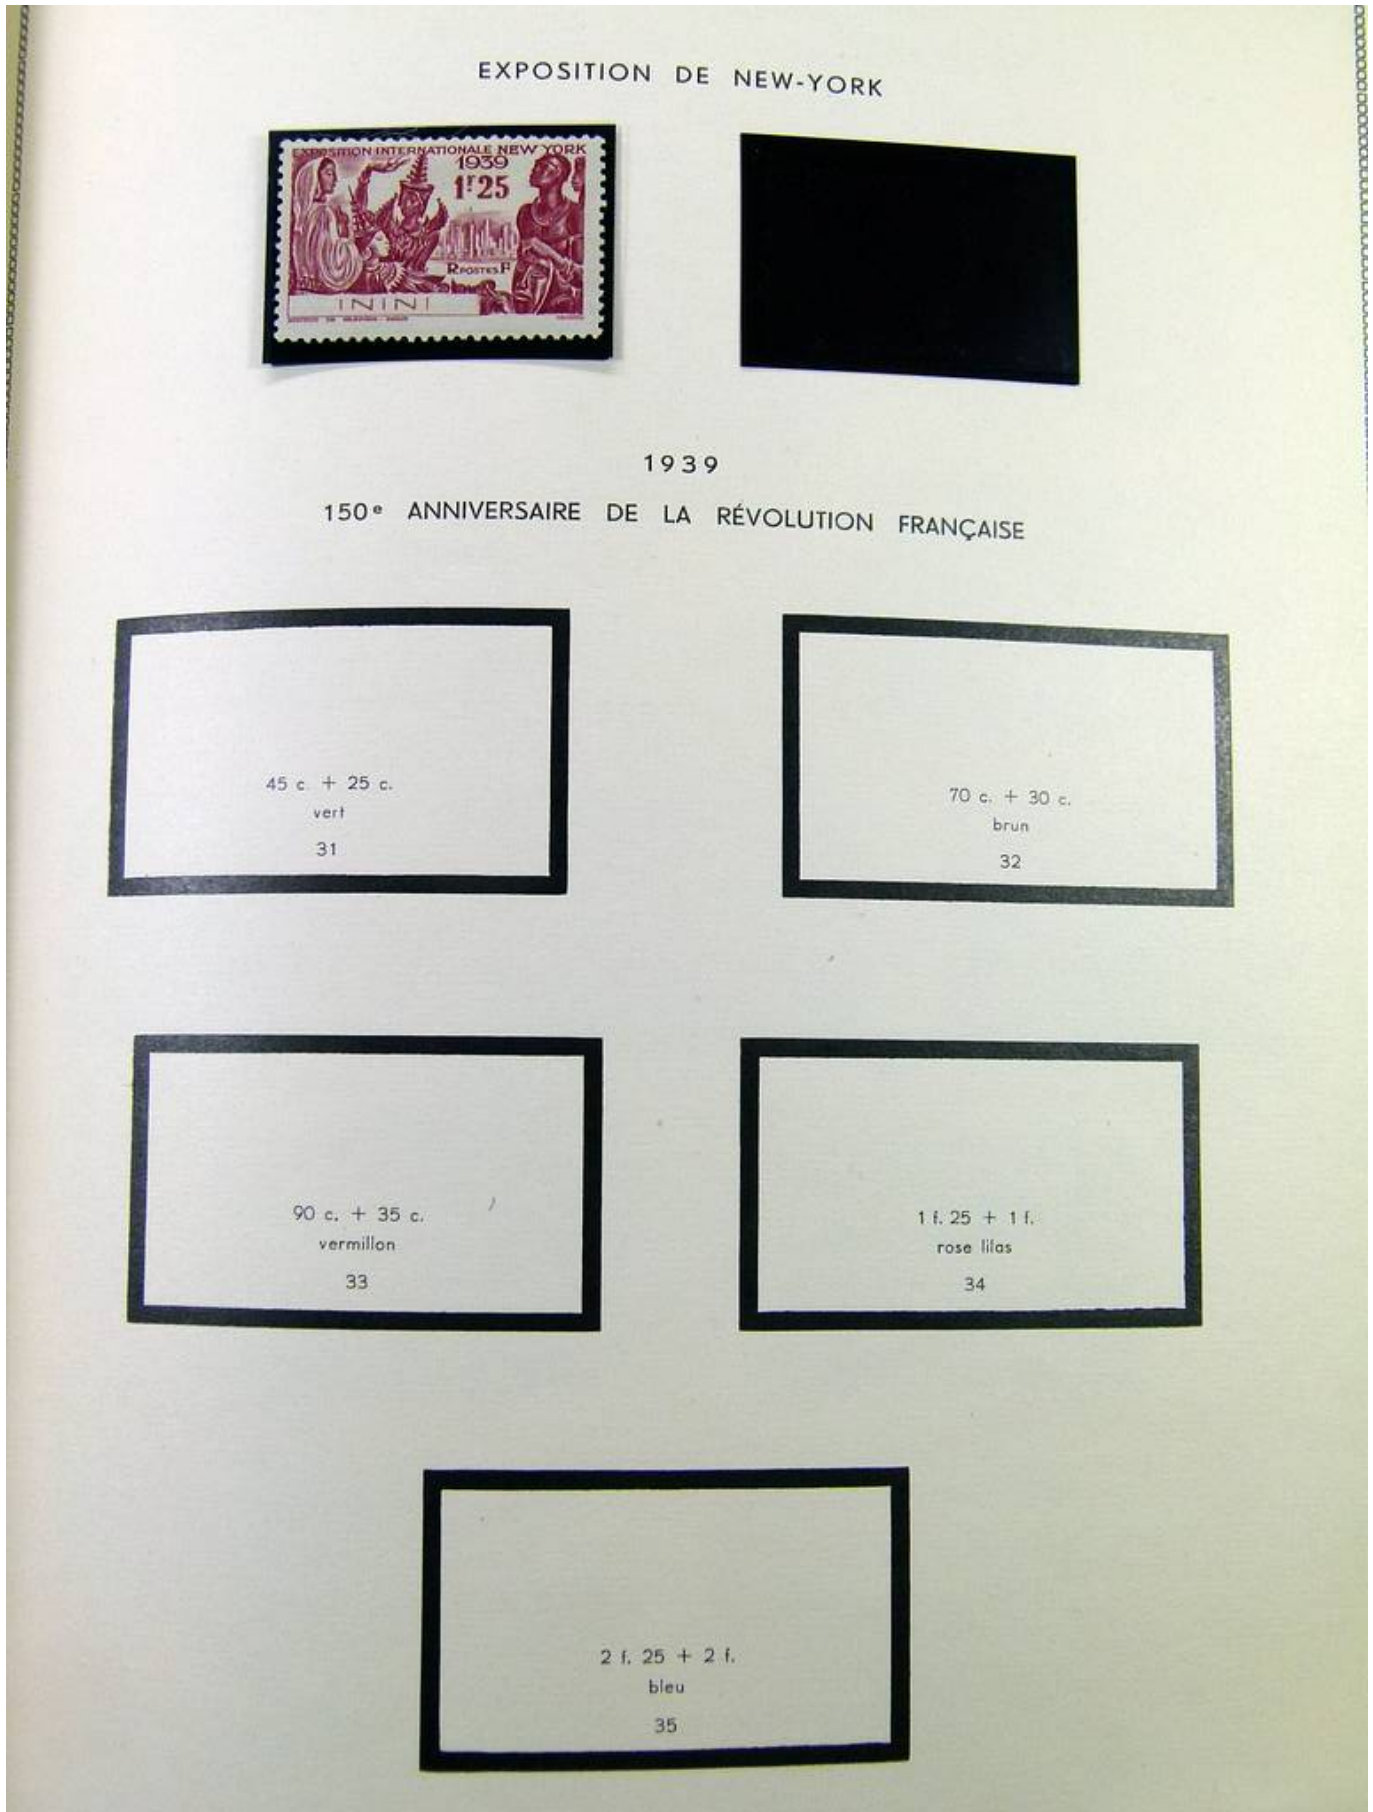 EXPOSITION DE NEW-YORK
EXPOSITION INTERNATIONALE NEW YORK
1939
1F25
R POSTES F
ININI
1939
150e ANNIVERSAIRE DE LA RÉVOLUTION FRANÇAISE
45 c + 25 c.
vert
31
70 c. + 30 c.
brun
32
90 c. + 35 c.
vermillon
33
1 f. 25 + 1 f.
rose lilas
34
2 f. 25 + 2 f.
bleu
35